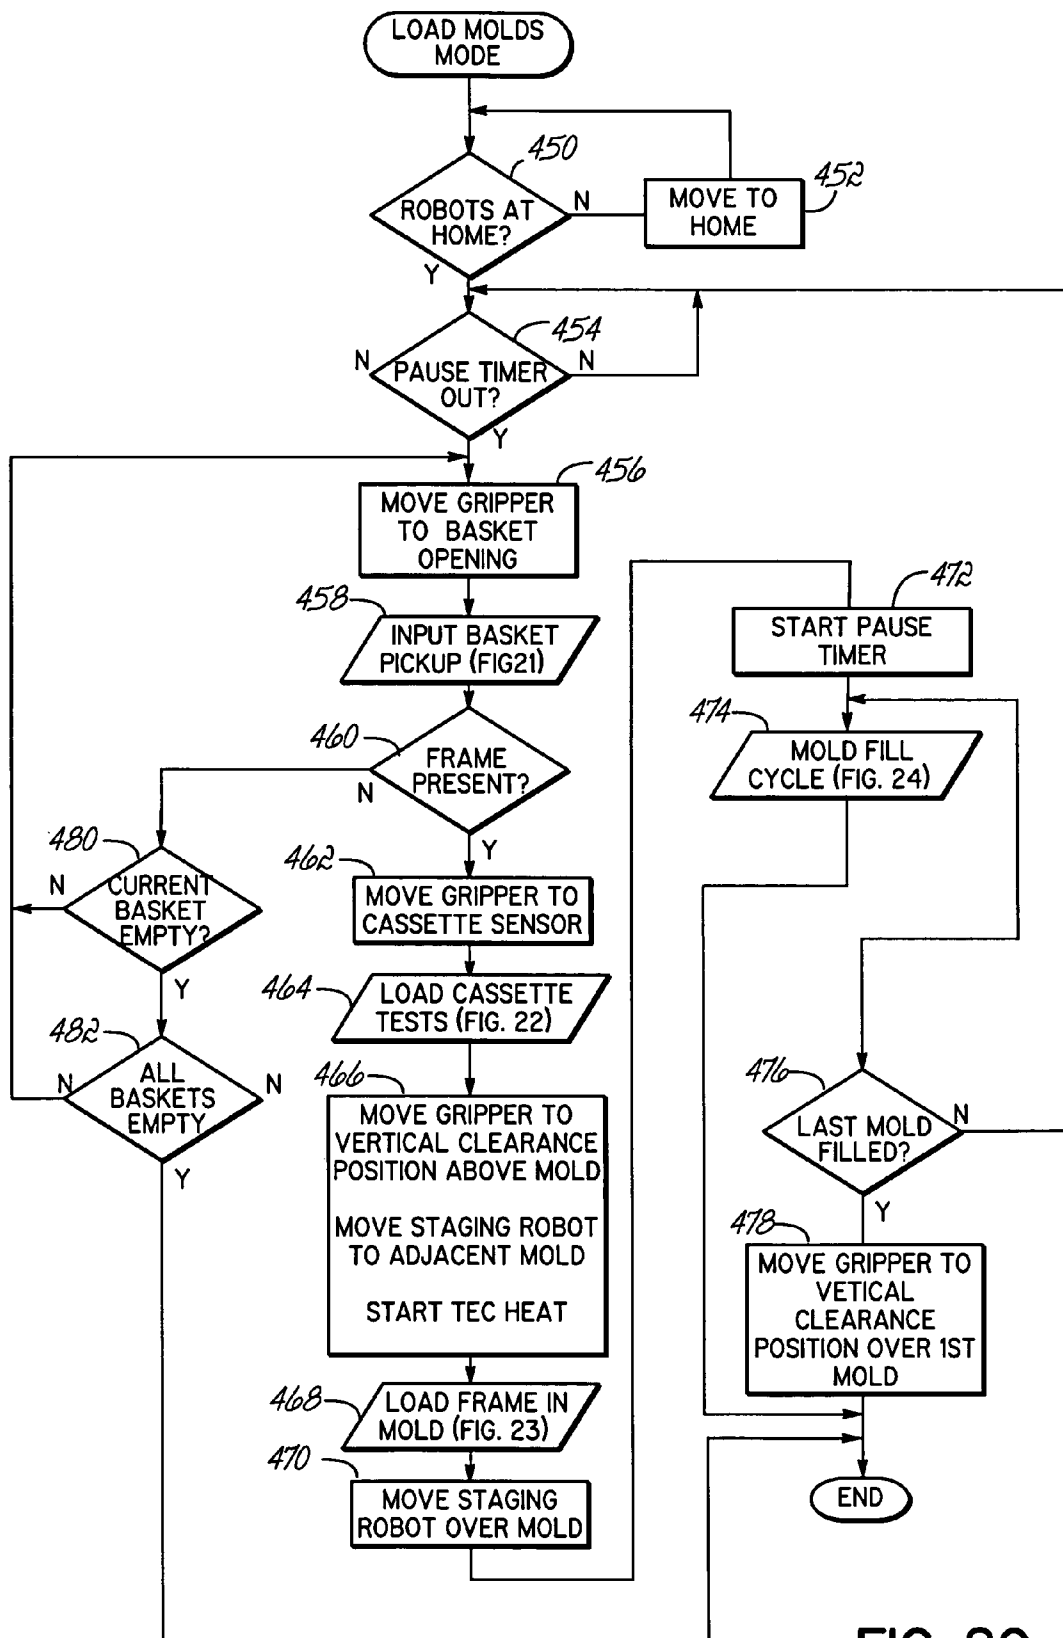 LOAD MOLDS
MODE
450
ROBOTS AT
HOME?
N
Y
452
MOVE TO
HOME
454
N
PAUSE TIMER
OUT?
N
Y
456
MOVE GRIPPER
TO BASKET
OPENING
458
INPUT BASKET
PICKUP (FIG21)
460
FRAME
PRESENT?
N
Y
480
N
CURRENT
BASKET
EMPTY?
Y
482
N
ALL
BASKETS
EMPTY
N
Y
462
MOVE GRIPPER TO
CASSETTE SENSOR
464
LOAD CASSETTE
TESTS (FIG. 22)
466
MOVE GRIPPER TO
VERTICAL CLEARANCE
POSITION ABOVE MOLD
MOVE STAGING ROBOT
TO ADJACENT MOLD
START TEC HEAT
468
LOAD FRAME IN
MOLD (FIG. 23)
470
MOVE STAGING
ROBOT OVER MOLD
472
START PAUSE
TIMER
474
MOLD FILL
CYCLE (FIG. 24)
476
LAST MOLD
FILLED?
N
Y
478
MOVE GRIPPER TO
VETICAL
CLEARANCE
POSITION OVER 1ST
MOLD
END